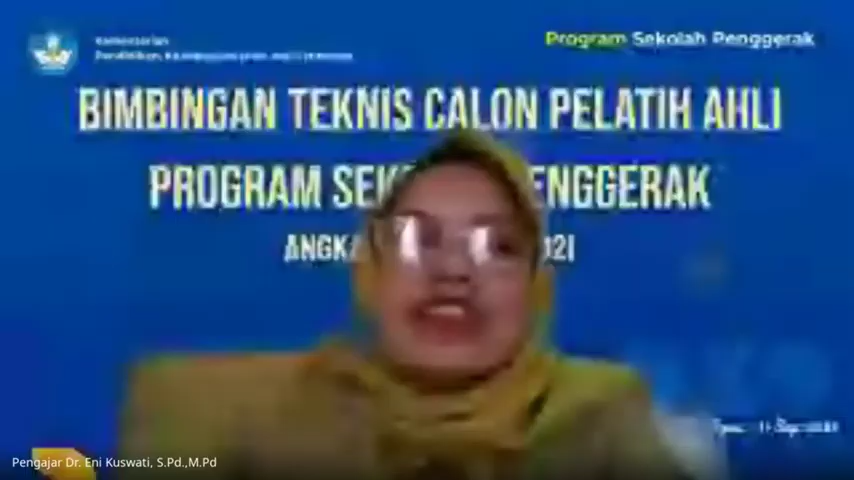 Kementerian
Program Sekolah Penggerak
BIMBINGAN TEKNIS CALON PELATIH AHLI
PROGRAM SEK ENGGERAK
ANGKA 021
Pengajar Dr. Eni Kuswati, S.Pd.,M.Pd